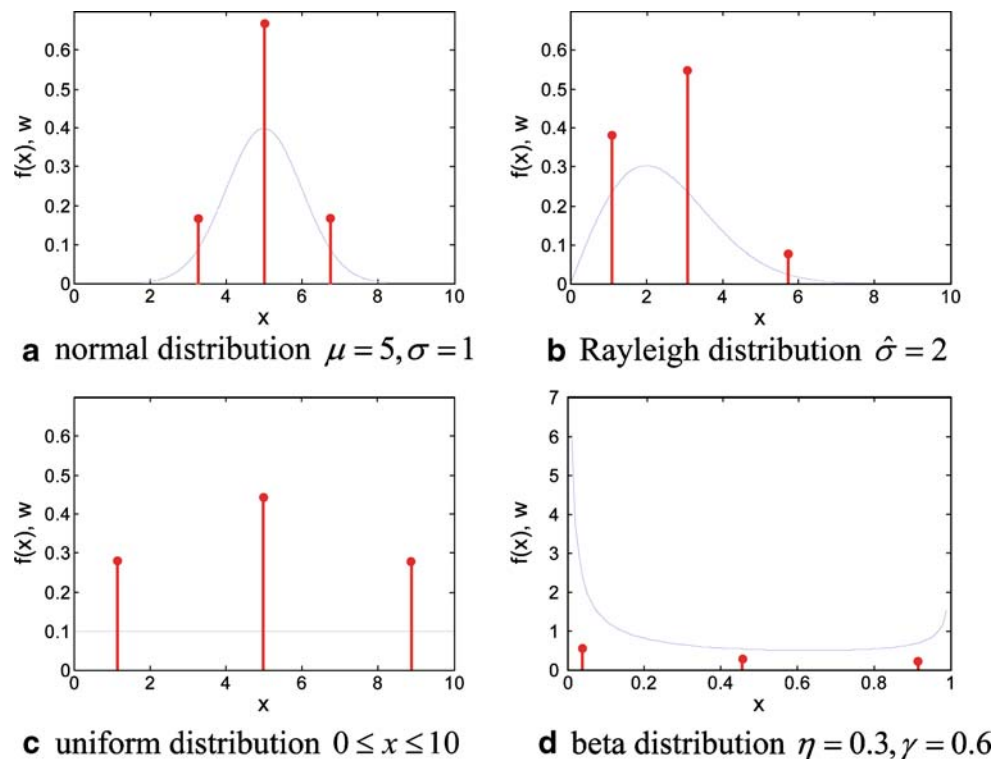 0.6
0.5
0.4
0.3
0.2
0.1
0
f(x), w
0 2 4 6 8 10
x
a normal distribution μ = 5, σ = 1
0.6
0.5
0.4
0.3
0.2
0.1
0
f(x), w
0 2 4 6 8 10
x
b Rayleigh distribution σ̂ = 2
0.6
0.5
0.4
0.3
0.2
0.1
0
f(x), w
0 2 4 6 8 10
x
c uniform distribution 0 ≤ x ≤ 10
7
6
5
4
3
2
1
0
f(x), w
0 0.2 0.4 0.6 0.8 1
x
d beta distribution η = 0.3, γ = 0.6